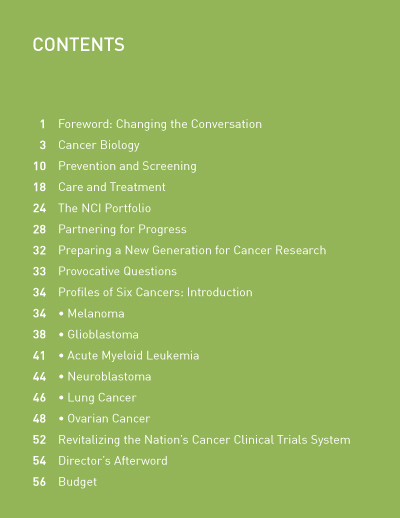 CONTENTS
1 Foreword: Changing the Conversation
3 Cancer Biology
10 Prevention and Screening
18 Care and Treatment
24 The NCI Portfolio
28 Partnering for Progress
32 Preparing a New Generation for Cancer Research
33 Provocative Questions
34 Profiles of Six Cancers: Introduction
34 • Melanoma
38 • Glioblastoma
41 • Acute Myeloid Leukemia
44 • Neuroblastoma
46 • Lung Cancer
48 • Ovarian Cancer
52 Revitalizing the Nation's Cancer Clinical Trials System
54 Director's Afterword
56 Budget